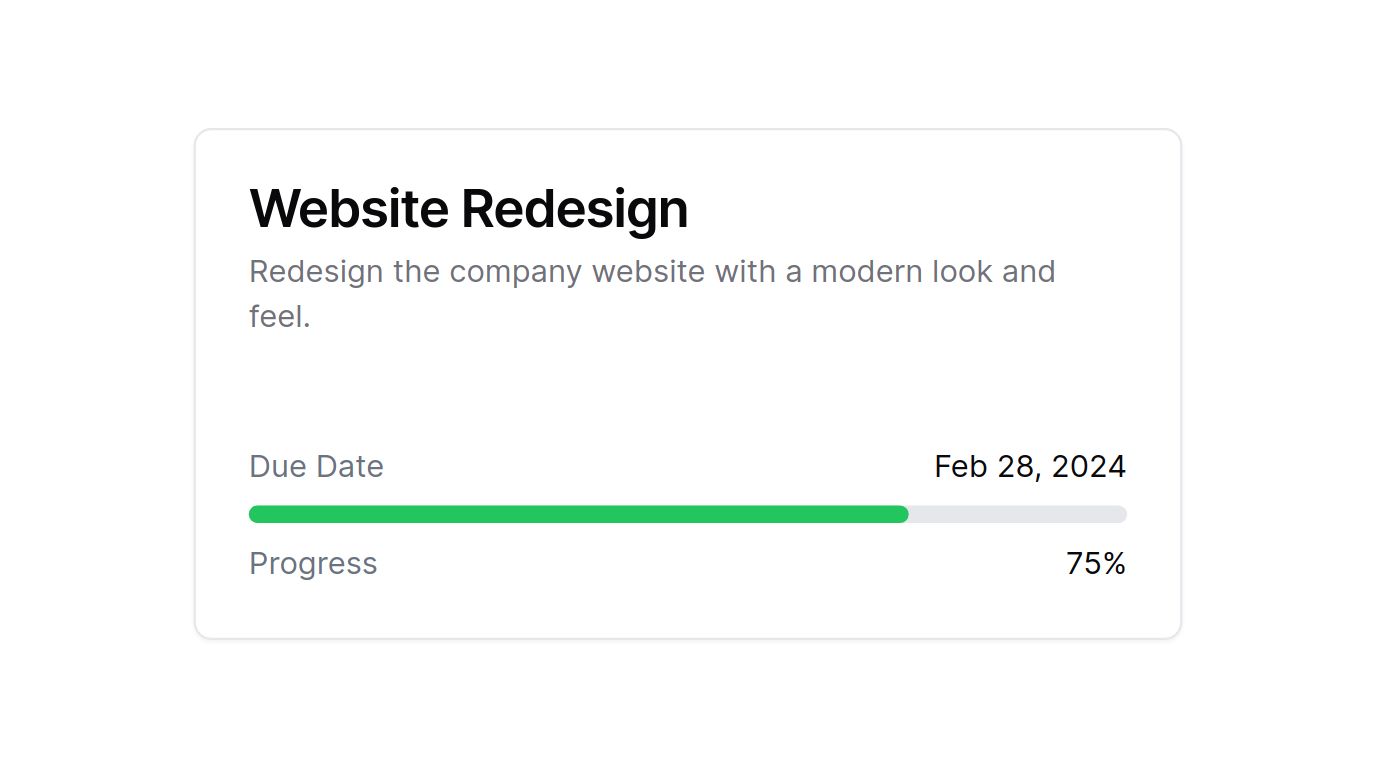 Website Redesign
Redesign the company website with a modern look and
feel.
Due Date
Feb 28, 2024
Progress
75%